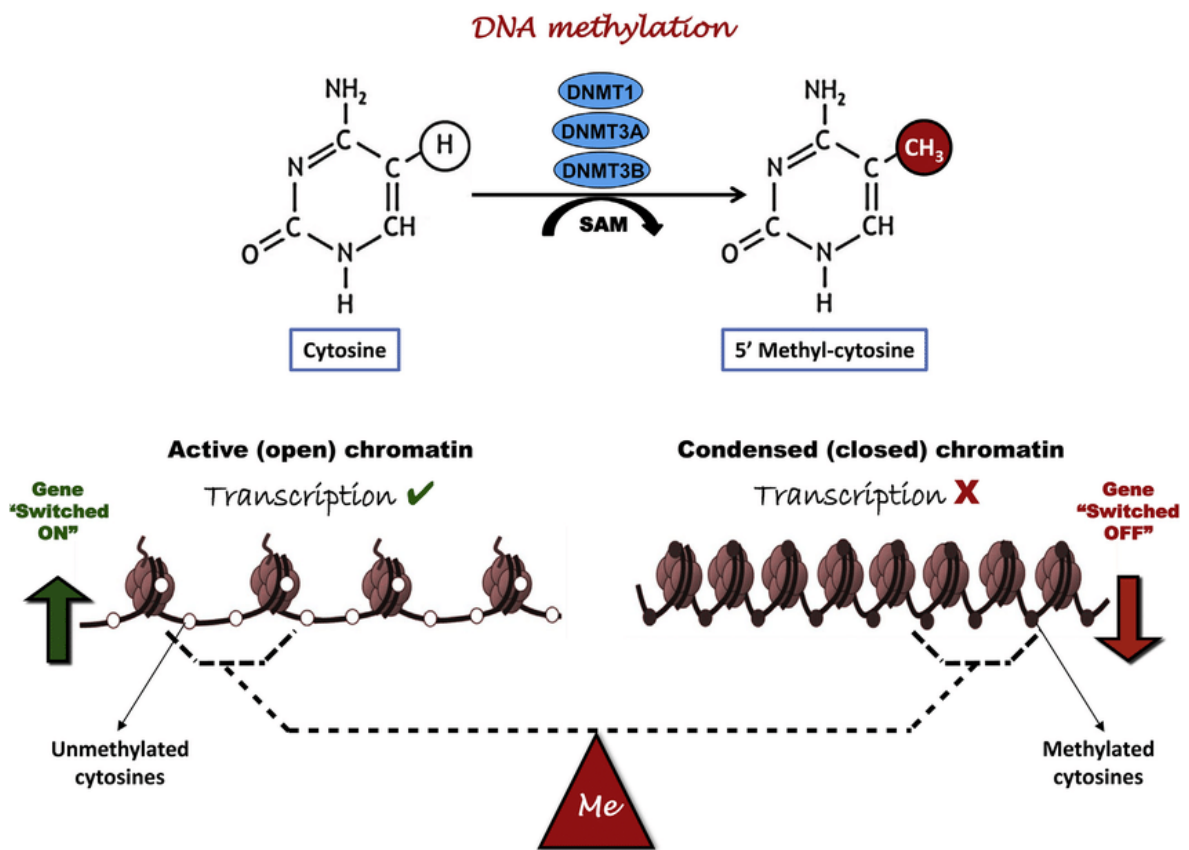 DNA methylation
NH₂
C
H
N
C
C
CH
O
N
H
Cytosine
DNMT1
DNMT3A
DNMT3B
SAM
NH₂
C
CH₃
N
C
C
CH
O
N
H
5' Methyl-cytosine
Active (open) chromatin
Transcription ✓
Gene
"Switched
ON"
Unmethylated
cytosines
Condensed (closed) chromatin
Transcription X
Gene
"Switched
OFF"
Methylated
cytosines
Me